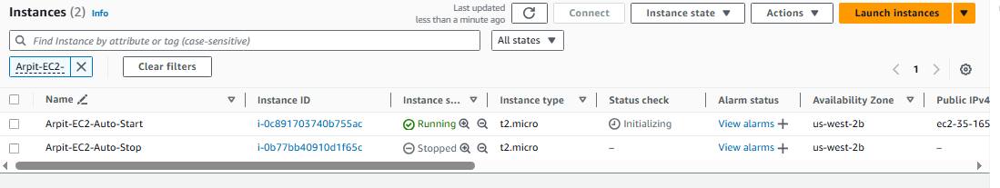 Instances (2) Info
Last updated
less than a minute ago
Connect
Instance state
Actions
Launch instances
Find Instance by attribute or tag (case-sensitive)
All states
Arpit-EC2-
Clear filters
1
Name Instance ID Instance s... Instance type Status check Alarm status Availability Zone Public IPv4
Arpit-EC2-Auto-Start i-0c891703740b755ac Running t2.micro Initializing View alarms us-west-2b ec2-35-165
Arpit-EC2-Auto-Stop i-0b77bb40910d1f65c Stopped t2.micro – View alarms us-west-2b –